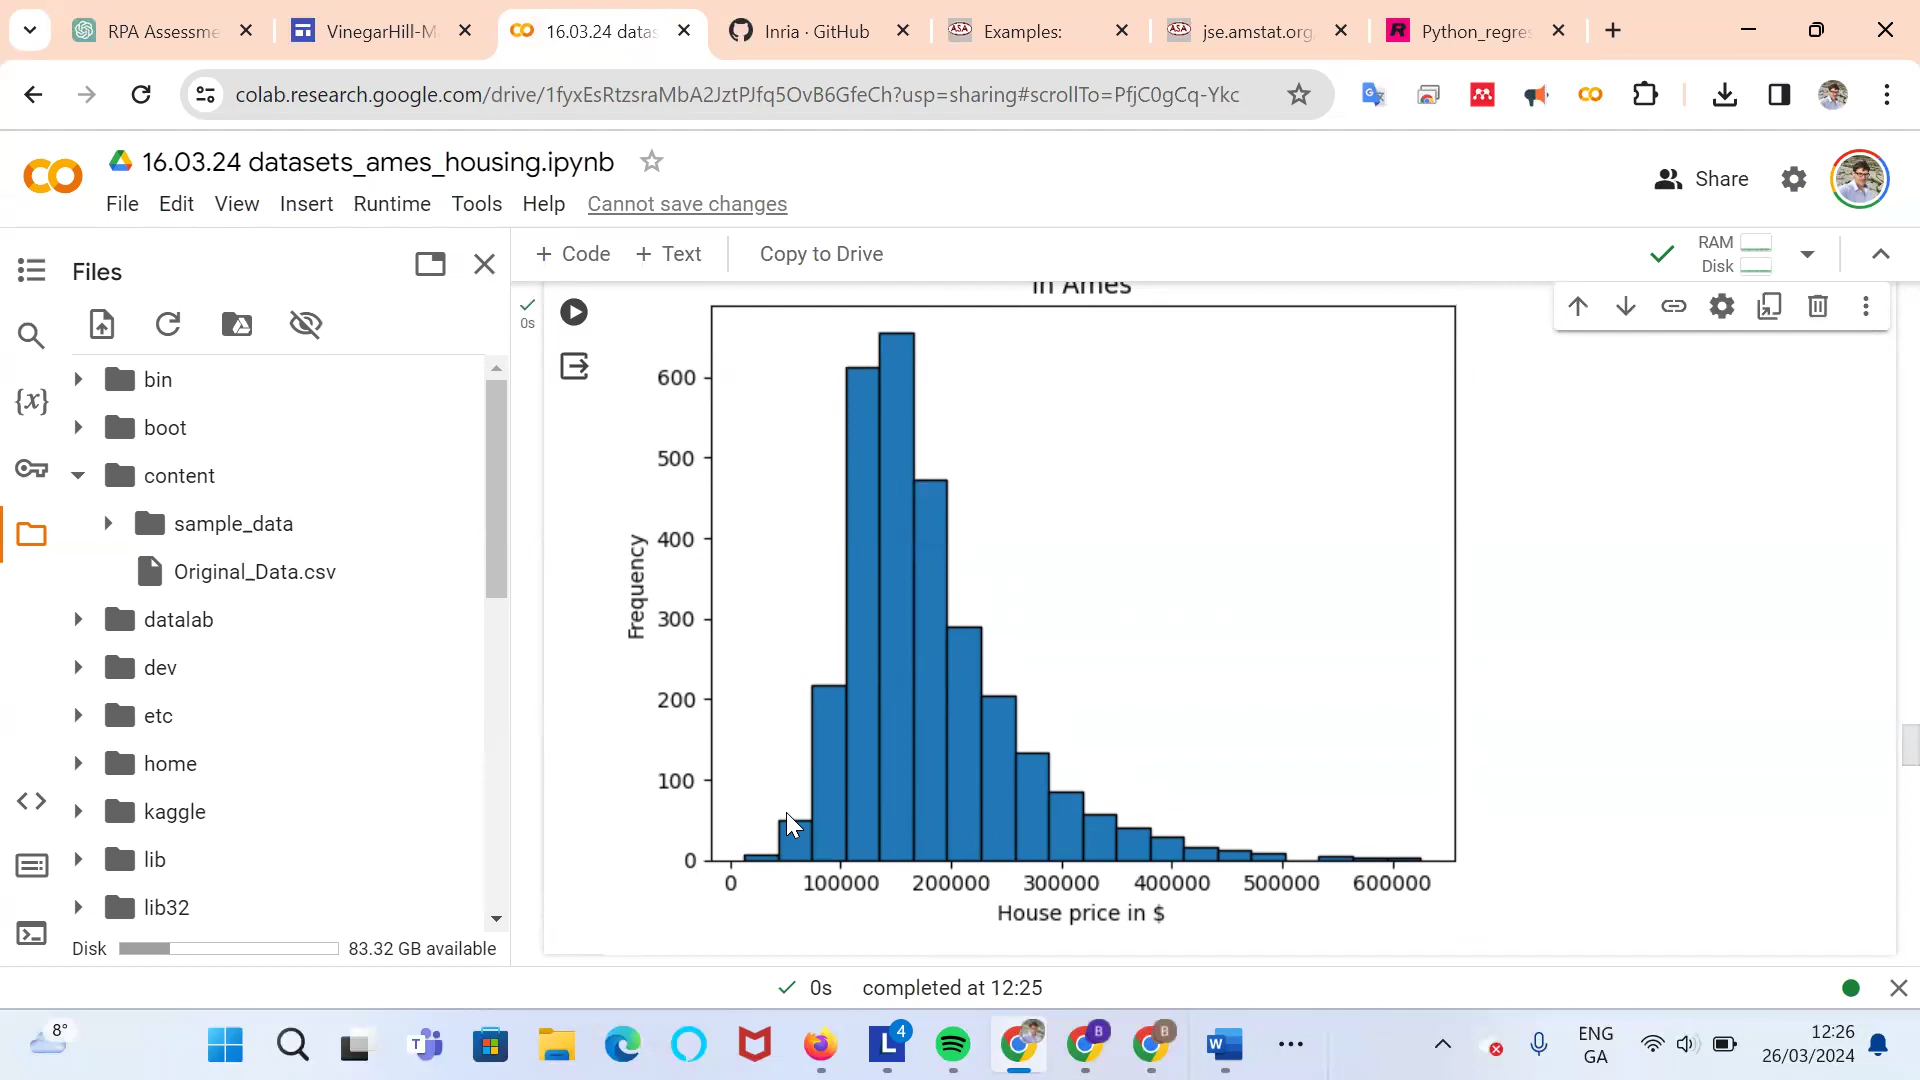 RPA Assessme
VinegarHill-M
16.03.24 datas
Inria · GitHub
Examples:
jse.amstat.org
Python_regres
colab.research.google.com/drive/1fyxEsRtzsraMbA2JztPJfq5OvB6GfeCh?usp=sharing#scrollTo=PfjC0gCq-Ykc
16.03.24 datasets_ames_housing.ipynb
Share
File Edit View Insert Runtime Tools Help Cannot save changes
Files
+ Code + Text Copy to Drive
RAM
Disk
bin
boot
content
sample_data
Original_Data.csv
datalab
dev
etc
home
kaggle
lib
lib32
Disk 83.32 GB available
{x}
0s
in Ames
600
500
400
300
200
100
0
Frequency
0 100000 200000 300000 400000 500000 600000
House price in $
0s completed at 12:25
8°
4
B
B
ENG
GA
12:26
26/03/2024